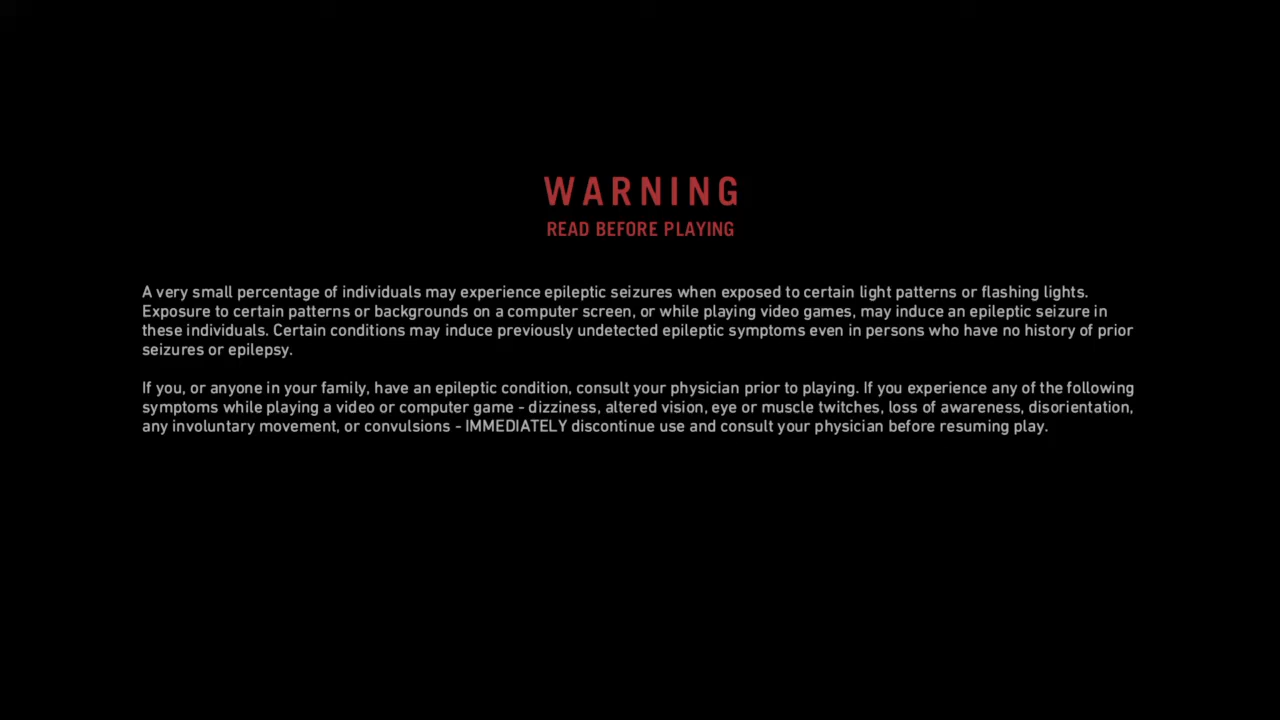 WARNING
READ BEFORE PLAYING
A very small percentage of individuals may experience epileptic seizures when exposed to certain light patterns or flashing lights.
Exposure to certain patterns or backgrounds on a computer screen, or while playing video games, may induce an epileptic seizure in
these individuals. Certain conditions may induce previously undetected epileptic symptoms even in persons who have no history of prior
seizures or epilepsy.
If you, or anyone in your family, have an epileptic condition, consult your physician prior to playing. If you experience any of the following
symptoms while playing a video or computer game - dizziness, altered vision, eye or muscle twitches, loss of awareness, disorientation,
any involuntary movement, or convulsions - IMMEDIATELY discontinue use and consult your physician before resuming play.